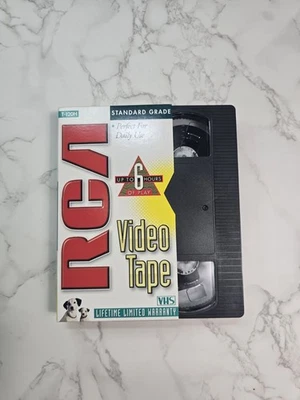 T-120H
STANDARD GRADE
• Perfect For
Daily Use
RCA
UP TO 6 HOURS
OF PLAY
Video
Tape
VHS
LIFETIME LIMITED WARRANTY